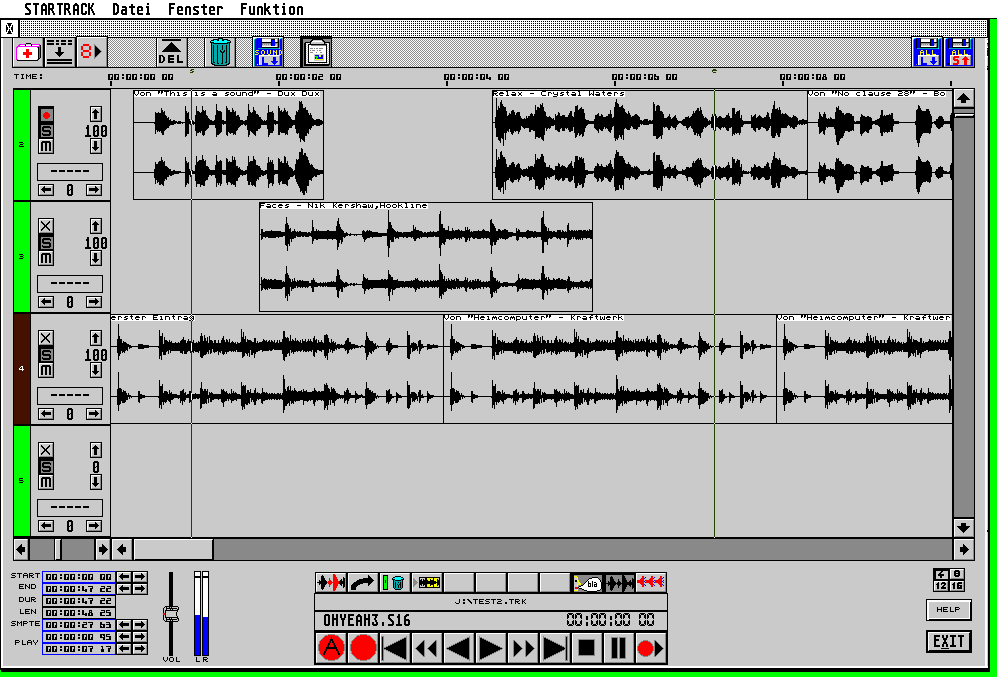 STARTRACK Datei Fenster Funktion
X
8 DEL SOUND ALL ALL
TIME: 00:00:00 00 00:00:02 00 00:00:04 00 00:00:06 00 00:00:08 00
Von "This is a sound" - Dux Dux Relax - Crystal Waters Von "No clause 28" - Bo
2 S 100
M
-----
0
Faces - Nik Kershaw,Hookline
3 S 100
M
-----
0
erster Eintrag Von "Heimcomputer" - Kraftwerk Von "Heimcomputer" - Kraftwer
4 S 100
M
-----
0
5 S 0
M
-----
0
START 00:00:00 00
END 00:00:47 22
DUR 00:00:47 22
LEN 00:00:48 25
SMPTE 00:00:27 63
PLAY 00:00:00 95
00:00:07 17
VOL L R
bla
J:\TEST2.TRK
OHYEAH3.S16 00:00:00 00
A
4 8
12 16
HELP
EXIT